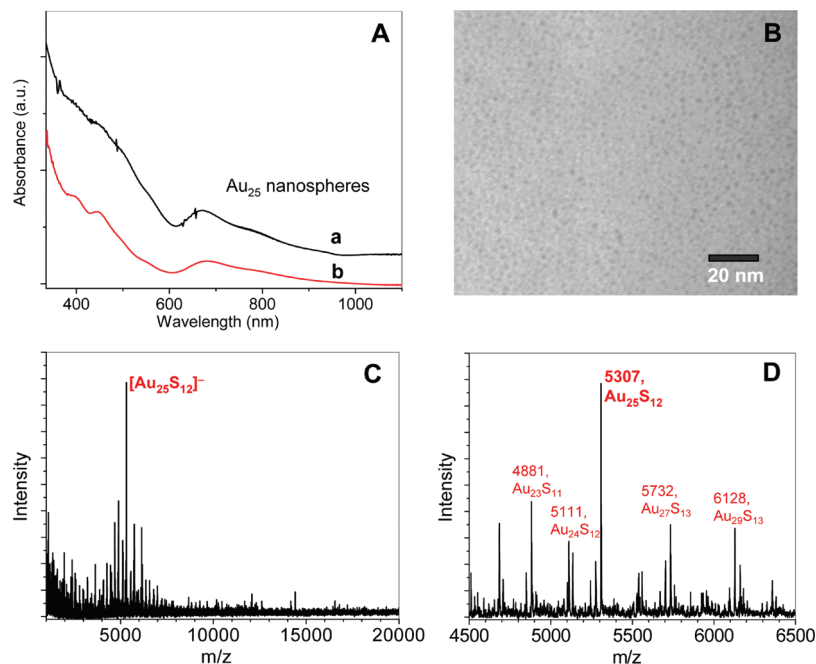 A
Absorbance (a.u.)
Au₂₅ nanospheres
a
b
400 600 800 1000
Wavelength (nm)
B
20 nm
C
[Au₂₅S₁₂]⁻
Intensity
5000 10000 15000 20000
m/z
D
5307,
Au₂₅S₁₂
4881,
Au₂₃S₁₁
5111,
Au₂₄S₁₂
5732,
Au₂₇S₁₃
6128,
Au₂₉S₁₃
Intensity
4500 5000 5500 6000 6500
m/z